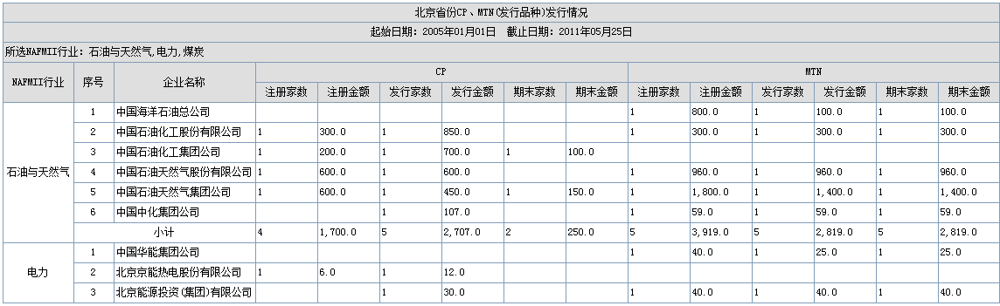 北京省份CP、MTN(发行品种)发行情况
起始日期：2005年01月01日 截止日期：2011年05月25日
所选NAFMII行业：石油与天然气,电力,煤炭
NAFMII行业 序号 企业名称 CP MTN
注册家数 注册金额 发行家数 发行金额 期末家数 期末金额 注册家数 注册金额 发行家数 发行金额 期末家数 期末金额
石油与天然气
1 中国海洋石油总公司 1 800.0 1 100.0 1 100.0
2 中国石油化工股份有限公司 1 300.0 1 850.0 1 300.0 1 300.0 1 300.0
3 中国石油化工集团公司 1 200.0 1 700.0 1 100.0
4 中国石油天然气股份有限公司 1 600.0 1 600.0 1 960.0 1 960.0 1 960.0
5 中国石油天然气集团公司 1 600.0 1 450.0 1 150.0 1 1,800.0 1 1,400.0 1 1,400.0
6 中国中化集团公司 1 107.0 1 59.0 1 59.0 1 59.0
小计 4 1,700.0 5 2,707.0 2 250.0 5 3,919.0 5 2,819.0 5 2,819.0
电力
1 中国华能集团公司 1 40.0 1 25.0 1 25.0
2 北京京能热电股份有限公司 1 6.0 1 12.0
3 北京能源投资(集团)有限公司 1 30.0 1 40.0 1 40.0 1 40.0